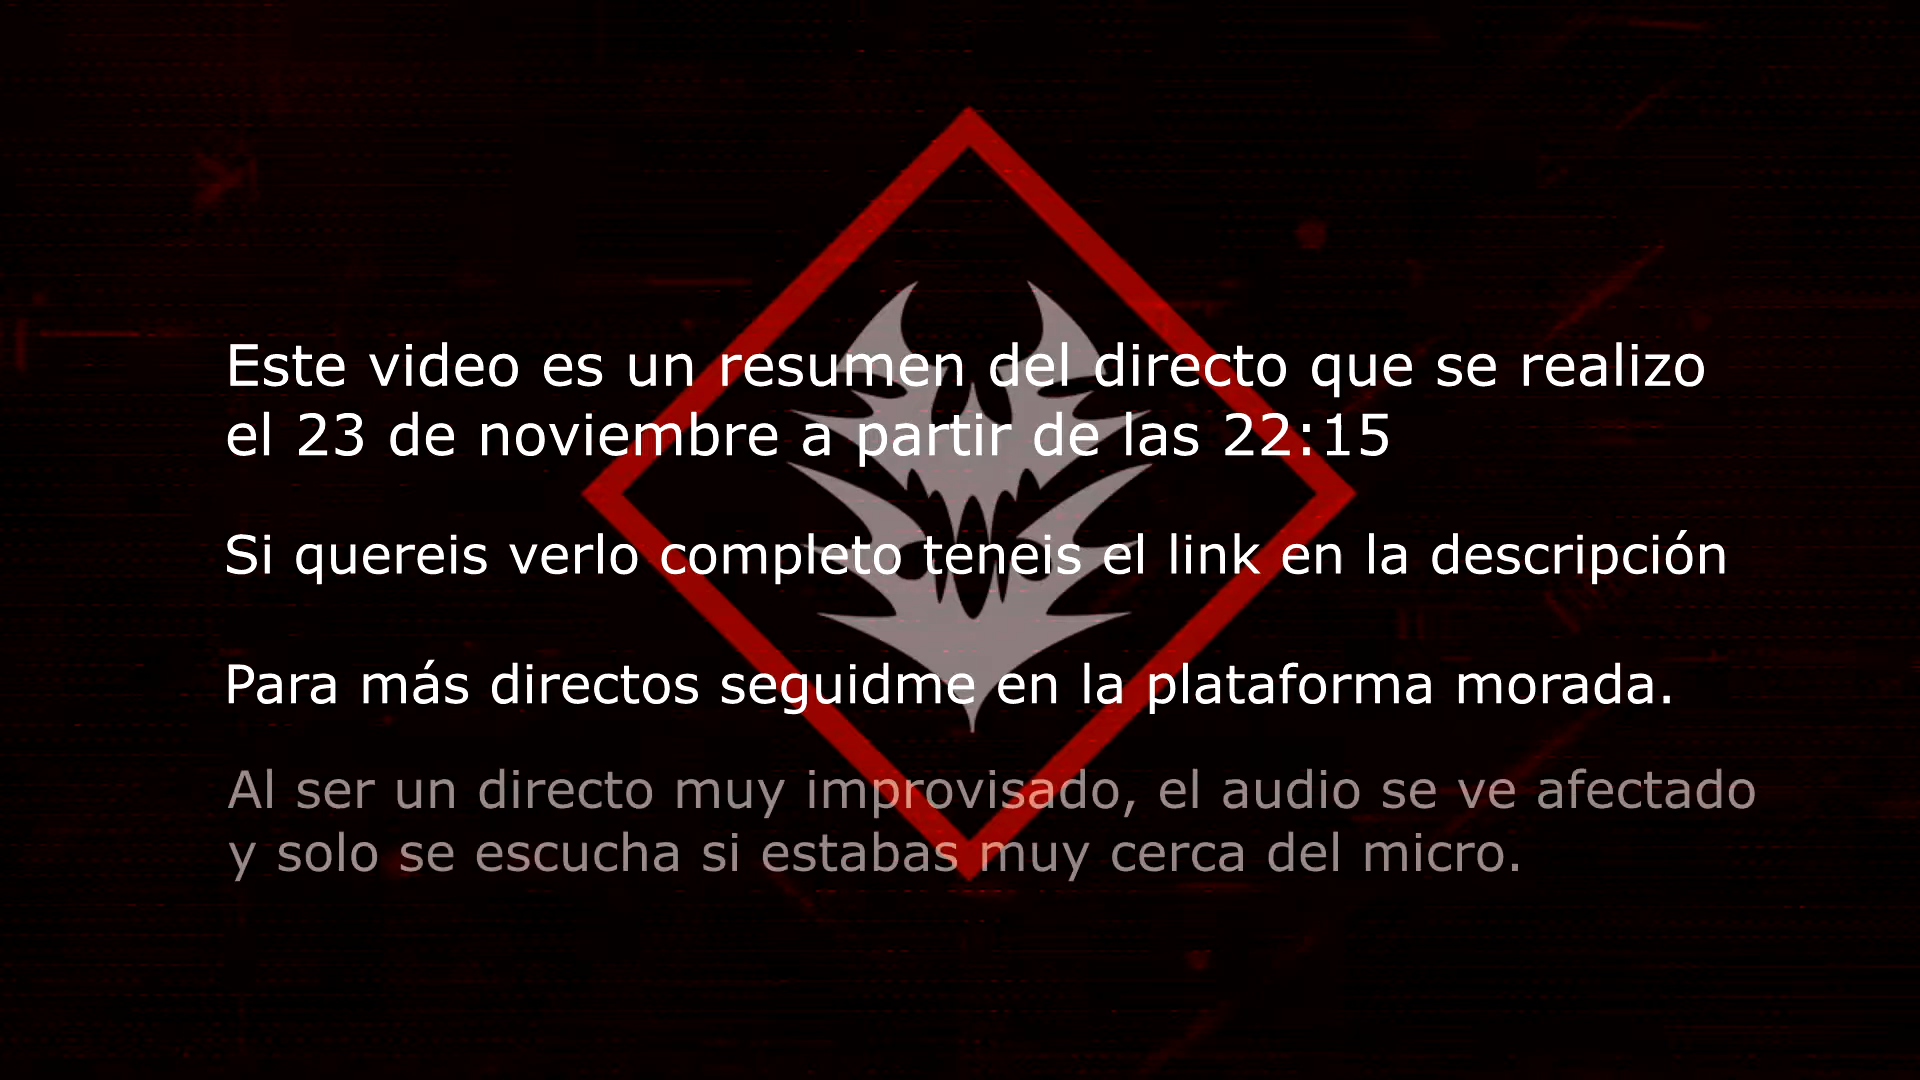 Este video es un resumen del directo que se realizo
el 23 de noviembre a partir de las 22:15
Si quereis verlo completo teneis el link en la descripción
Para más directos seguidme en la plataforma morada.
Al ser un directo muy improvisado, el audio se ve afectado
y solo se escucha si estabas muy cerca del micro.